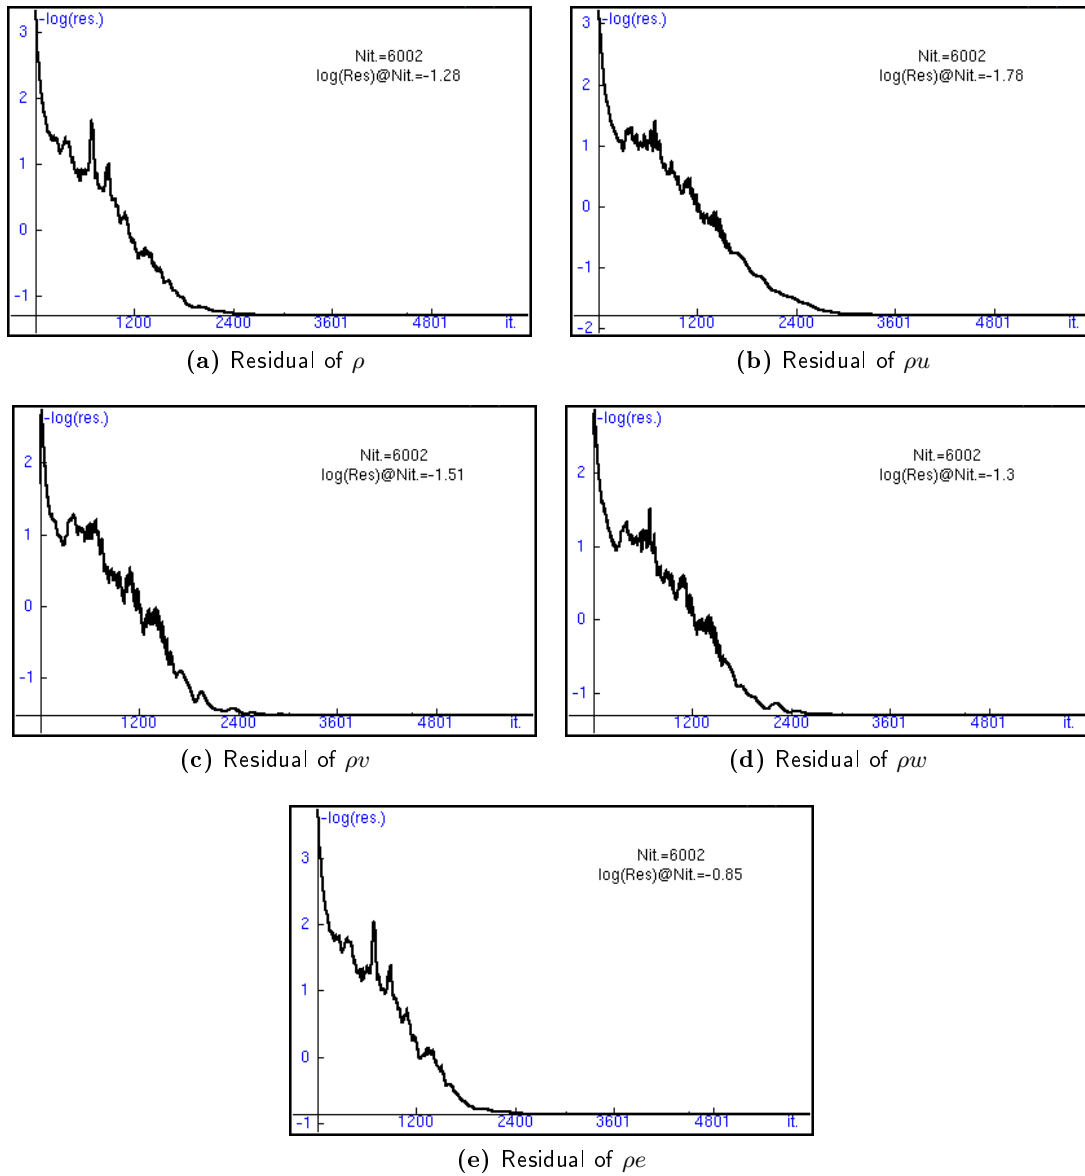 -log(res.)
3
2
1
0
-1
Nit.=6002
log(Res)@Nit.=-1.28
1200 2400 3601 4801 it.
(a) Residual of ρ
-log(res.)
3
2
1
0
-1
-2
Nit.=6002
log(Res)@Nit.=-1.78
1200 2400 3601 4801 it.
(b) Residual of ρu
-log(res.)
2
1
0
-1
Nit.=6002
log(Res)@Nit.=-1.51
1200 2400 3601 4801 it.
(c) Residual of ρv
-log(res.)
2
1
0
-1
Nit.=6002
log(Res)@Nit.=-1.3
1200 2400 3601 4801 it.
(d) Residual of ρw
-log(res.)
3
2
1
0
-1
Nit.=6002
log(Res)@Nit.=-0.85
1200 2400 3601 4801 it.
(e) Residual of ρe